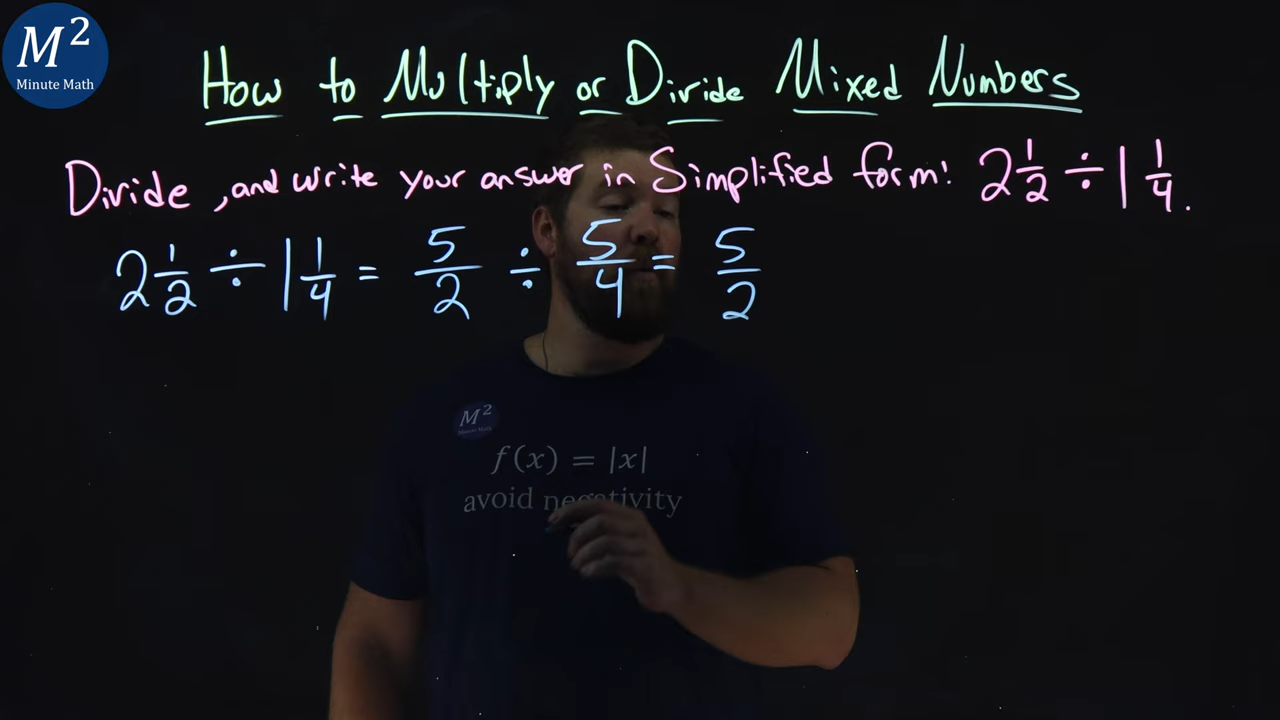 M²
Minute Math
How to Multiply or Divide Mixed Numbers
Divide, and write your answer in Simplified form: 2 1/2 ÷ 1 1/4.
2 1/2 ÷ 1 1/4 = 5/2 ÷ 5/4 = 5/2
M²
Minute Math
f(x) = |x|
avoid negativity